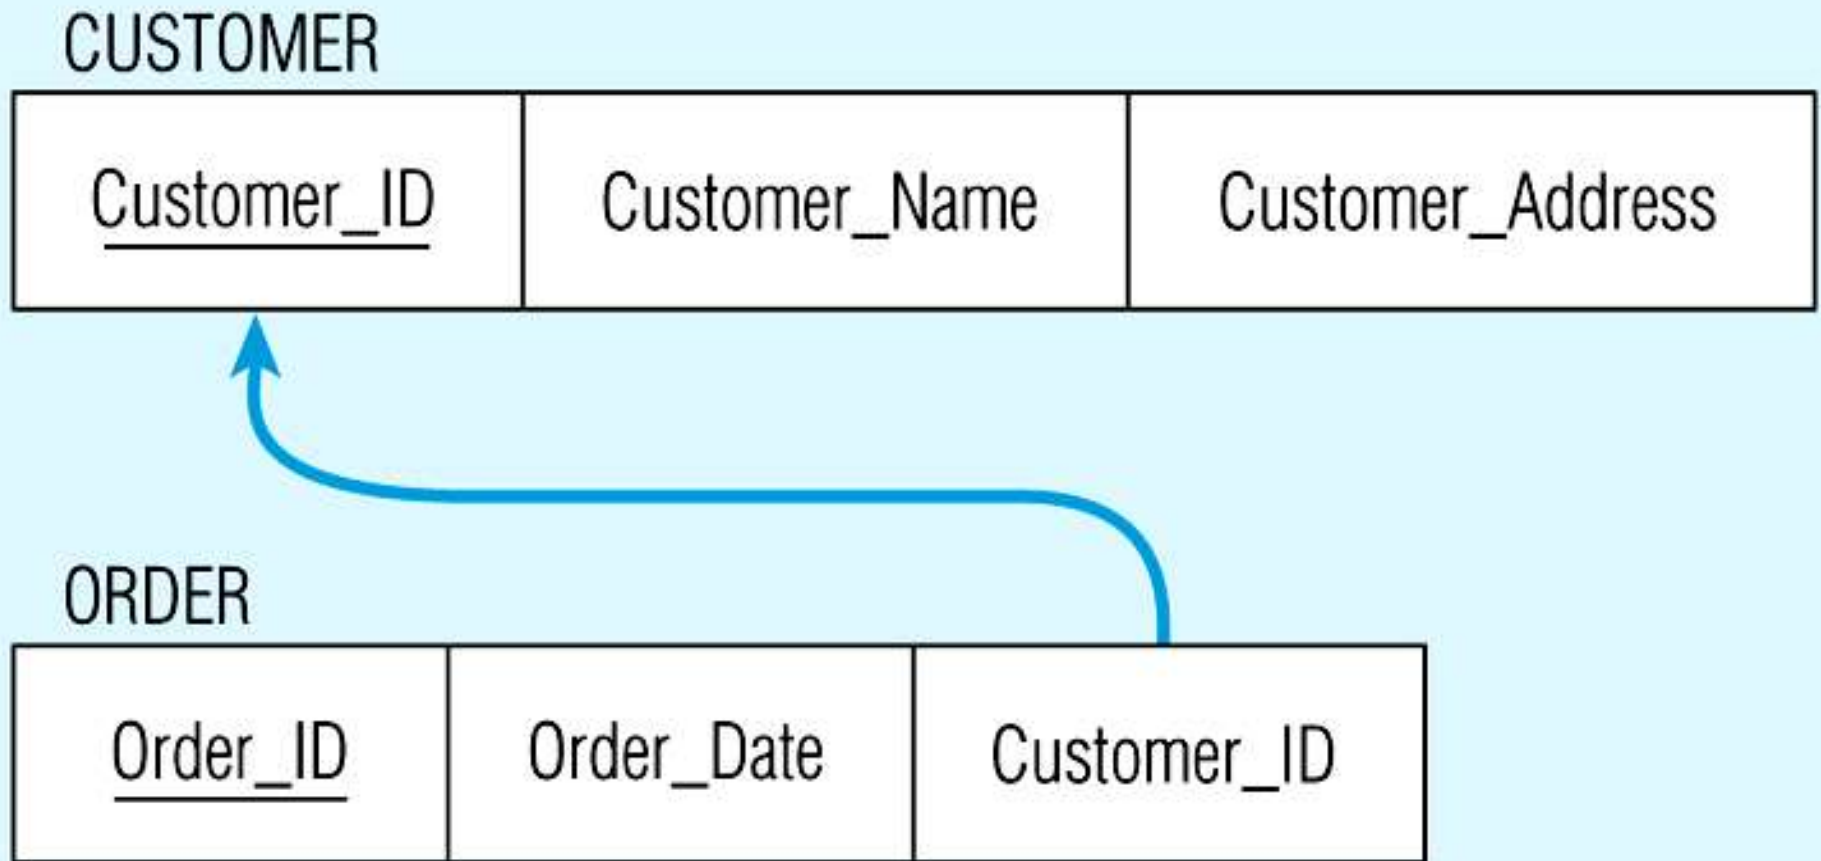 CUSTOMER
Customer_ID Customer_Name Customer_Address
ORDER
Order_ID Order_Date Customer_ID